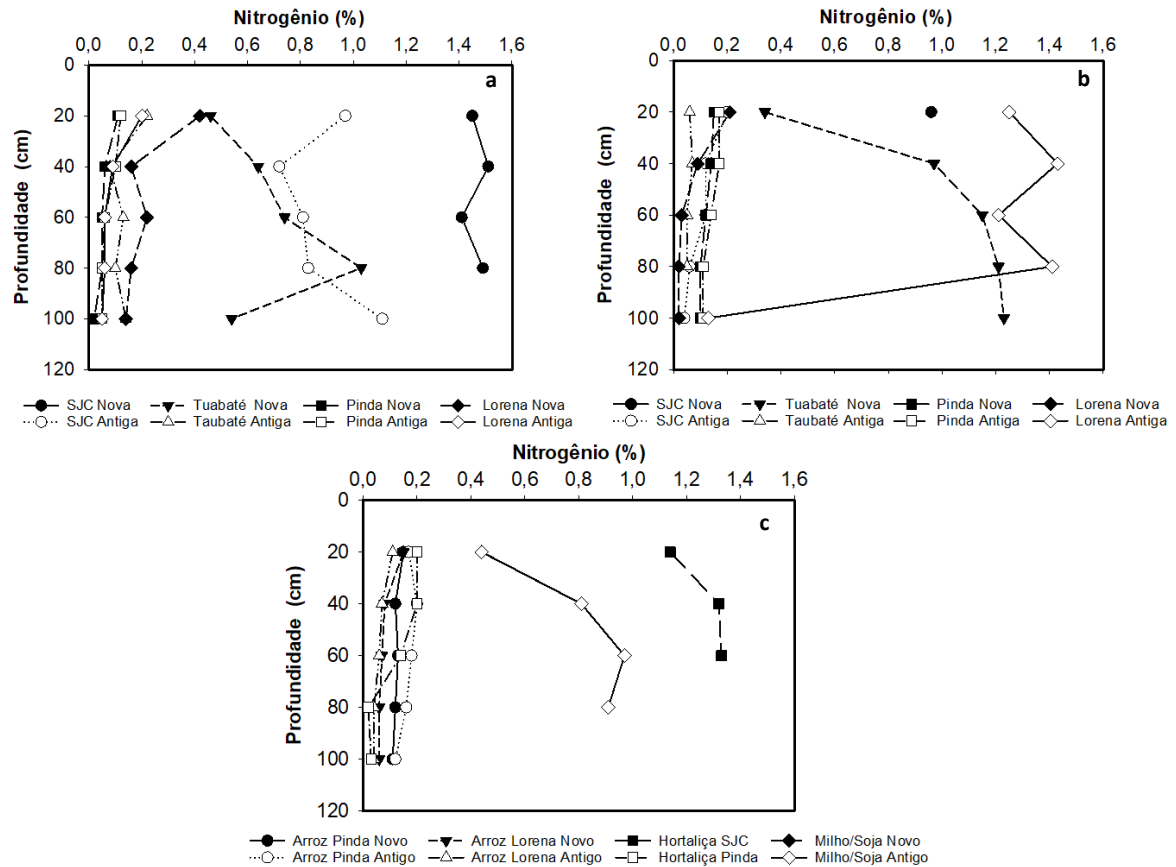 Nitrogênio (%)
0,0 0,2 0,4 0,6 0,8 1,0 1,2 1,4 1,6
a
Profundidade (cm)
0
20
40
60
80
100
120
SJC Nova Tuabaté Nova Pinda Nova Lorena Nova
SJC Antiga Taubaté Antiga Pinda Antiga Lorena Antiga
Nitrogênio (%)
0,0 0,2 0,4 0,6 0,8 1,0 1,2 1,4 1,6
b
Profundidade (cm)
0
20
40
60
80
100
120
SJC Nova Tuabaté Nova Pinda Nova Lorena Nova
SJC Antiga Taubaté Antiga Pinda Antiga Lorena Antiga
Nitrogênio (%)
0,0 0,2 0,4 0,6 0,8 1,0 1,2 1,4 1,6
c
Profundidade (cm)
0
20
40
60
80
100
120
Arroz Pinda Novo Arroz Lorena Novo Hortaliça SJC Milho/Soja Novo
Arroz Pinda Antigo Arroz Lorena Antigo Hortaliça Pinda Milho/Soja Antigo